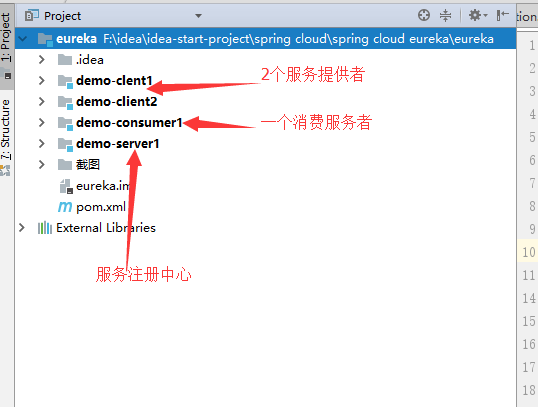 1: Project
7: Structure
Project
eureka F:\idea\idea-start-project\spring cloud\spring cloud eureka\eureka
.idea
demo-clent1
2个服务提供者
demo-client2
demo-consumer1
一个消费服务者
demo-server1
截图
eureka.im
pom.xml
External Libraries
服务注册中心
tion
1
2
3
4
5
6
7
8
9
10
11
12
13
14
15
16
17
18